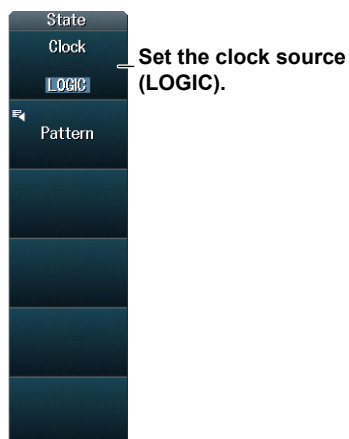 State
Clock
LOGIC
Set the clock source
(LOGIC).
Pattern